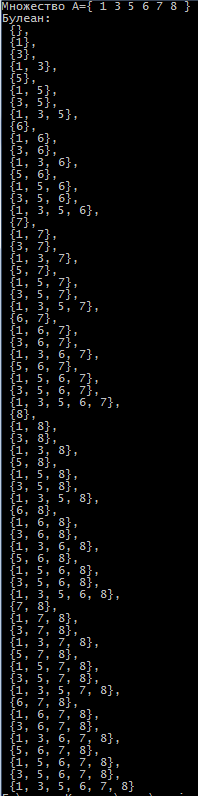 Множество A={ 1 3 5 6 7 8 }
Булеан:
{},
{1},
{3},
{1, 3},
{5},
{1, 5},
{3, 5},
{1, 3, 5},
{6},
{1, 6},
{3, 6},
{1, 3, 6},
{5, 6},
{1, 5, 6},
{3, 5, 6},
{1, 3, 5, 6},
{7},
{1, 7},
{3, 7},
{1, 3, 7},
{5, 7},
{1, 5, 7},
{3, 5, 7},
{1, 3, 5, 7},
{6, 7},
{1, 6, 7},
{3, 6, 7},
{1, 3, 6, 7},
{5, 6, 7},
{1, 5, 6, 7},
{3, 5, 6, 7},
{1, 3, 5, 6, 7},
{8},
{1, 8},
{3, 8},
{1, 3, 8},
{5, 8},
{1, 5, 8},
{3, 5, 8},
{1, 3, 5, 8},
{6, 8},
{1, 6, 8},
{3, 6, 8},
{1, 3, 6, 8},
{5, 6, 8},
{1, 5, 6, 8},
{3, 5, 6, 8},
{1, 3, 5, 6, 8},
{7, 8},
{1, 7, 8},
{3, 7, 8},
{1, 3, 7, 8},
{5, 7, 8},
{1, 5, 7, 8},
{3, 5, 7, 8},
{1, 3, 5, 7, 8},
{6, 7, 8},
{1, 6, 7, 8},
{3, 6, 7, 8},
{1, 3, 6, 7, 8},
{5, 6, 7, 8},
{1, 5, 6, 7, 8},
{3, 5, 6, 7, 8},
{1, 3, 5, 6, 7, 8}